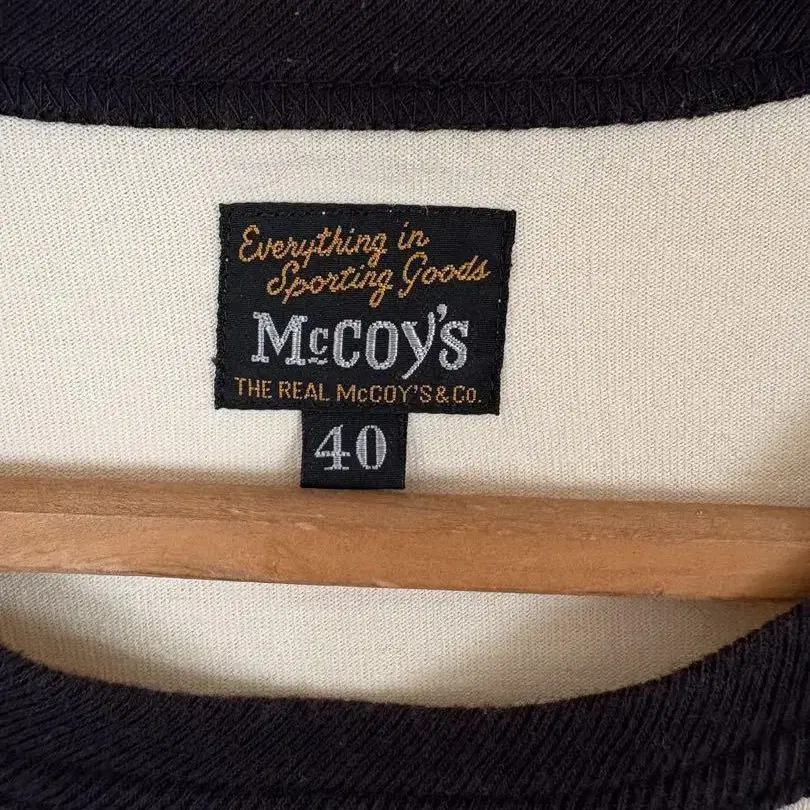 Everything in
Sporting Goods
McCOY'S
THE REAL McCOY'S & Co.
40